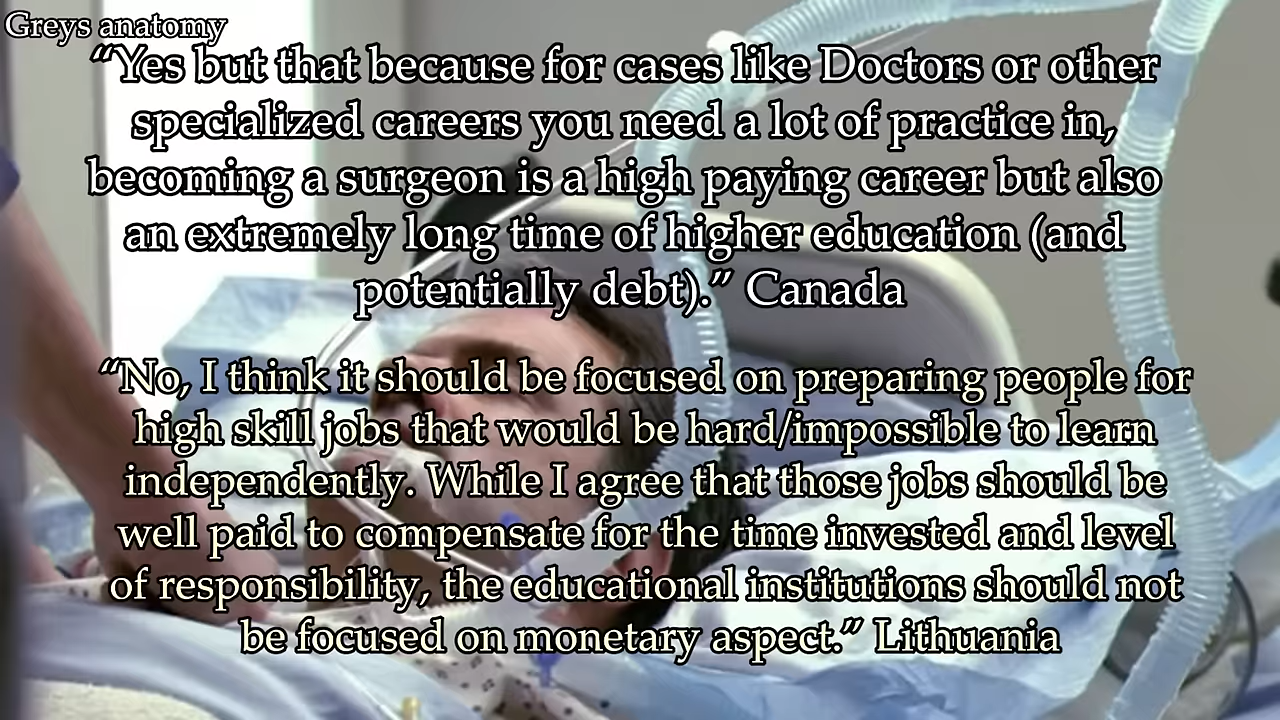 Greys anatomy
“Yes but that because for cases like Doctors or other
specialized careers you need a lot of practice in,
becoming a surgeon is a high paying career but also
an extremely long time of higher education (and
potentially debt).” Canada
“No, I think it should be focused on preparing people for
high skill jobs that would be hard/impossible to learn
independently. While I agree that those jobs should be
well paid to compensate for the time invested and level
of responsibility, the educational institutions should not
be focused on monetary aspect.” Lithuania